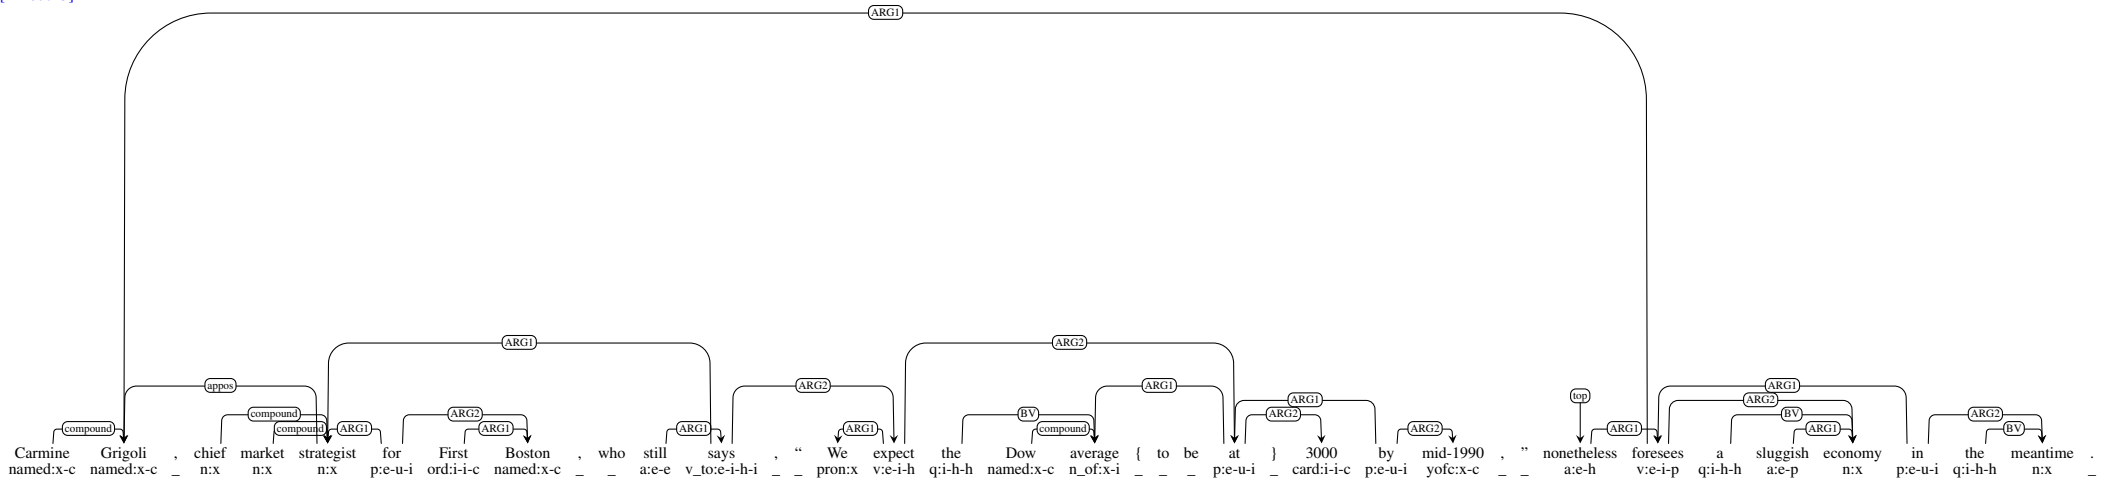 ARG1
ARG1 ARG2
appos ARG2 ARG1 ARG1
top
compound ARG2 BV ARG1 ARG2 BV ARG2
compound compound ARG1 ARG1 ARG1 ARG1 compound ARG2 ARG2 ARG1 ARG1 BV
Carmine Grigoli , chief market strategist for First Boston , who still says , “ We expect the Dow average { to be at } 3000 by mid-1990 , ” nonetheless foresees a sluggish economy in the meantime .
named:x-c named:x-c _ n:x n:x n:x p:e-u-i ord:i-i-c named:x-c _ _ a:e-e v_to:e-i-h-i _ _ pron:x v:e-i-h q:i-h-h named:x-c n_of:x-i _ _ _ p:e-u-i _ card:i-i-c p:e-u-i yofc:x-c _ _ a:e-h v:e-i-p q:i-h-h a:e-p n:x p:e-u-i q:i-h-h n:x _